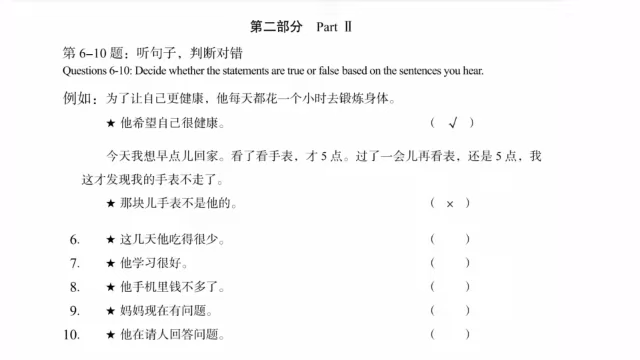 第二部分 Part Ⅱ
第 6-10 题：听句子，判断对错
Questions 6-10: Decide whether the statements are true or false based on the sentences you hear.
例如：为了让自己更健康，他每天都花一个小时去锻炼身体。
★ 他希望自己很健康。 （ √ ）
今天我想早点儿回家。看了看手表，才 5 点。过了一会儿再看表，还是 5 点，我
这才发现我的手表不走了。
★ 那块儿手表不是他的。 （ × ）
6. ★ 这几天他吃得很少。 （ ）
7. ★ 他学习很好。 （ ）
8. ★ 他手机里钱不多了。 （ ）
9. ★ 妈妈现在有问题。 （ ）
10. ★ 他在请人回答问题。 （ ）